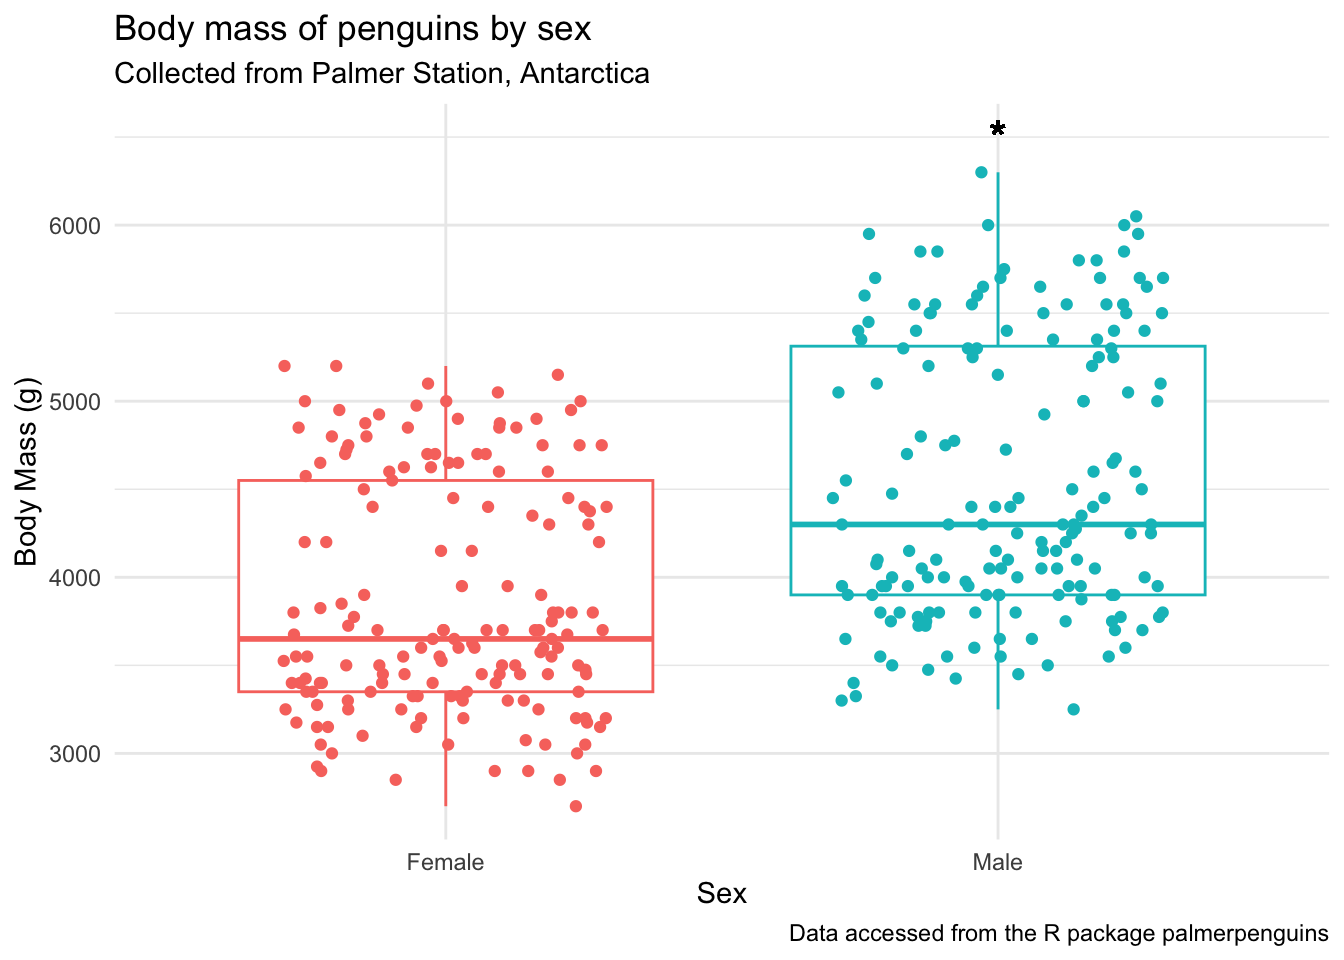 Body mass of penguins by sex
Collected from Palmer Station, Antarctica
*
6000
5000
4000
3000
Body Mass (g)
Female
Male
Sex
Data accessed from the R package palmerpenguins